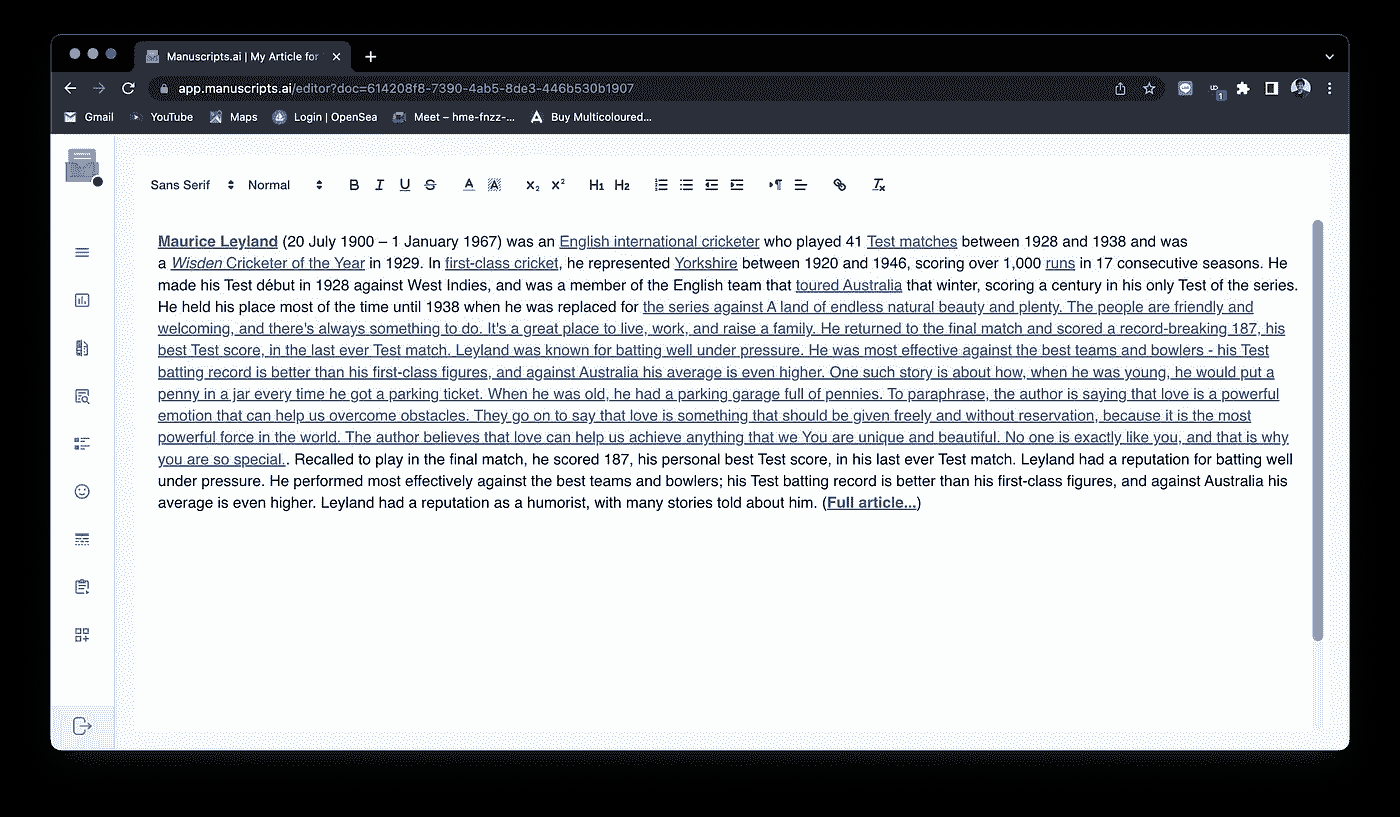 Manuscripts.ai | My Article for
app.manuscripts.ai/editor?doc=614208f8-7390-4ab5-8de3-446b530b1907
1
Gmail YouTube Maps Login | OpenSea Meet – hme-fnzz-... Buy Multicoloured...
Sans Serif Normal B I U S A A X₂ X² H₁ H₂
Maurice Leyland (20 July 1900 – 1 January 1967) was an English international cricketer who played 41 Test matches between 1928 and 1938 and was
a Wisden Cricketer of the Year in 1929. In first-class cricket, he represented Yorkshire between 1920 and 1946, scoring over 1,000 runs in 17 consecutive seasons. He
made his Test début in 1928 against West Indies, and was a member of the English team that toured Australia that winter, scoring a century in his only Test of the series.
He held his place most of the time until 1938 when he was replaced for the series against A land of endless natural beauty and plenty. The people are friendly and
welcoming, and there's always something to do. It's a great place to live, work, and raise a family. He returned to the final match and scored a record-breaking 187, his
best Test score, in the last ever Test match. Leyland was known for batting well under pressure. He was most effective against the best teams and bowlers - his Test
batting record is better than his first-class figures, and against Australia his average is even higher. One such story is about how, when he was young, he would put a
penny in a jar every time he got a parking ticket. When he was old, he had a parking garage full of pennies. To paraphrase, the author is saying that love is a powerful
emotion that can help us overcome obstacles. They go on to say that love is something that should be given freely and without reservation, because it is the most
powerful force in the world. The author believes that love can help us achieve anything that we You are unique and beautiful. No one is exactly like you, and that is why
you are so special.. Recalled to play in the final match, he scored 187, his personal best Test score, in his last ever Test match. Leyland had a reputation for batting well
under pressure. He performed most effectively against the best teams and bowlers; his Test batting record is better than his first-class figures, and against Australia his
average is even higher. Leyland had a reputation as a humorist, with many stories told about him. (Full article...)